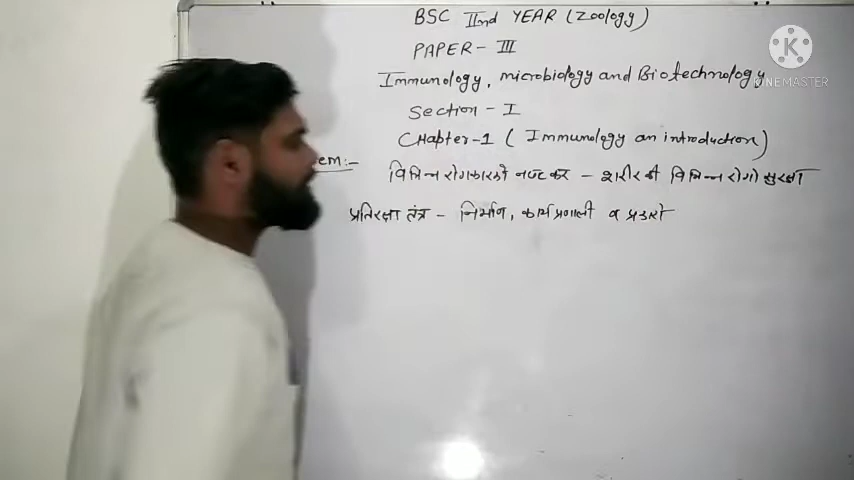 BSC IInd YEAR (Zoology)
KINEMASTER
PAPER - III
Immunology, microbiology and Biotechnology
Section - I
CHapter-1 ( Immunology an introduction)
em:-
विभिन्न रोगकारको नष्ट कर - शरीर की विभिन्न रोगो सुरक्षा
प्रतिरक्षा तंत्र - निर्माण, कार्य प्रणाली व प्रकारो